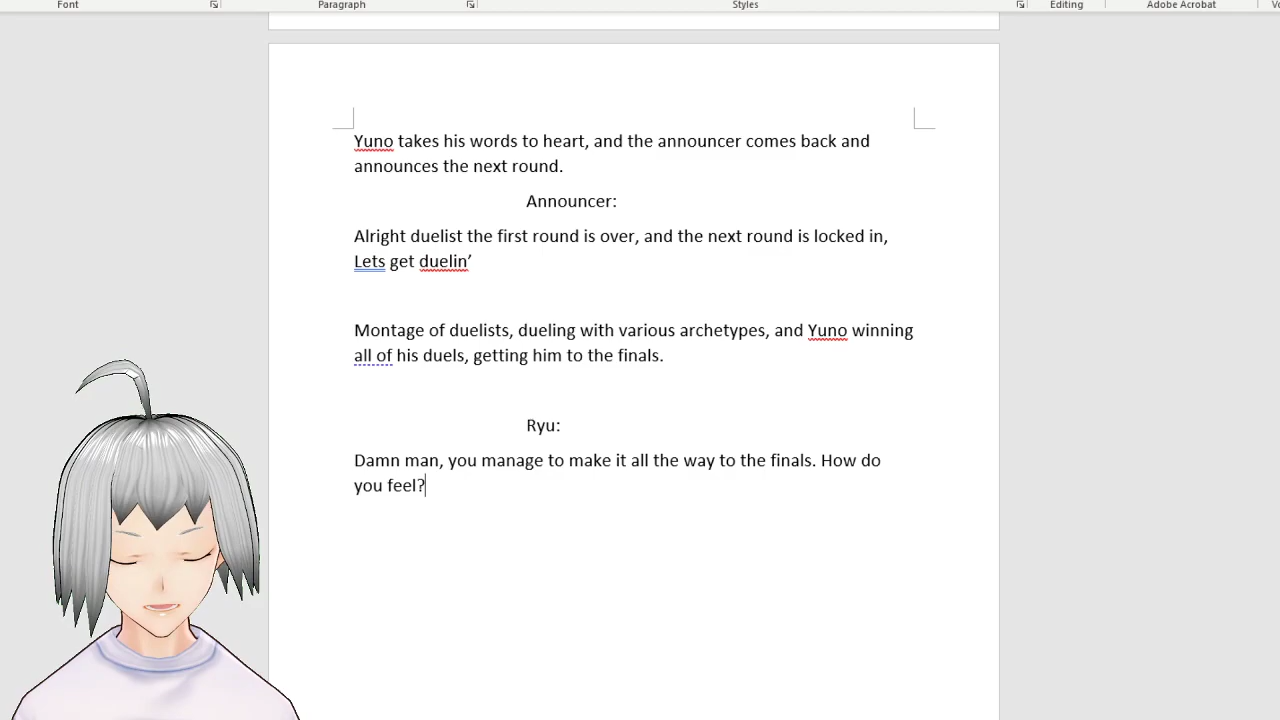 Font
Paragraph
Styles
Editing
Adobe Acrobat
Yuno takes his words to heart, and the announcer comes back and
announces the next round.
Announcer:
Alright duelist the first round is over, and the next round is locked in,
Lets get duelin’
Montage of duelists, dueling with various archetypes, and Yuno winning
all of his duels, getting him to the finals.
Ryu:
Damn man, you manage to make it all the way to the finals. How do
you feel?